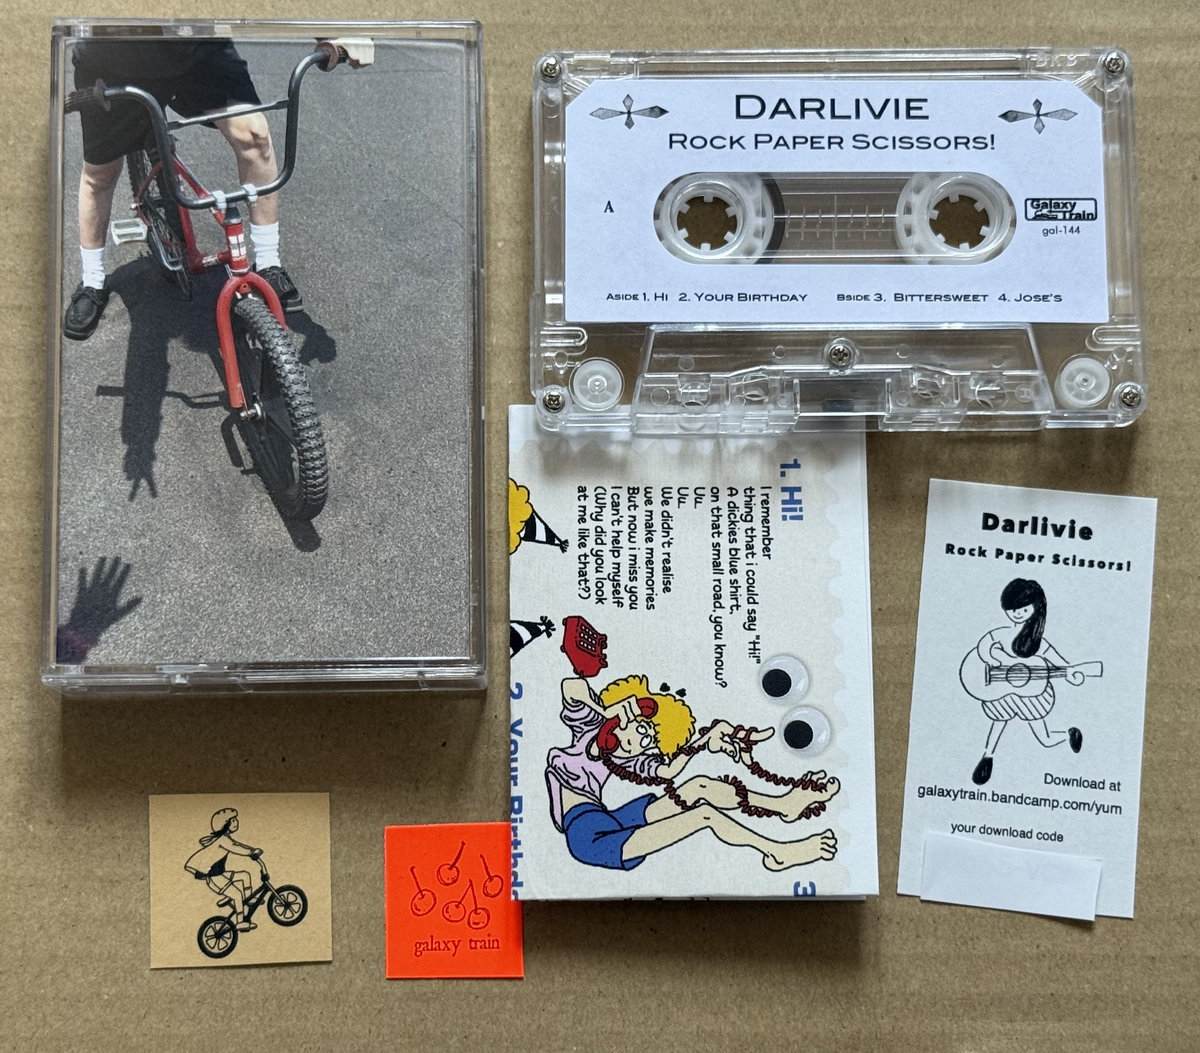 DARLIVIE
ROCK PAPER SCISSORS!
A
Galaxy
Train
gal-144
ASIDE 1. HI 2. YOUR BIRTHDAY BSIDE 3. BITTERSWEET 4. JOSE'S
1. Hi!
I remember
thing that i could say "Hi!"
A dickies blue shirt,
on that small road, you know?
Uu.
Uu.
We didn't realise
we make memories
But now i miss you
I can't help myself
(Why did you look
at me like that?)
2. Your Birthd
3
Darlivie
Rock Paper Scissors!
Download at
galaxytrain.bandcamp.com/yum
your download code
galaxy train